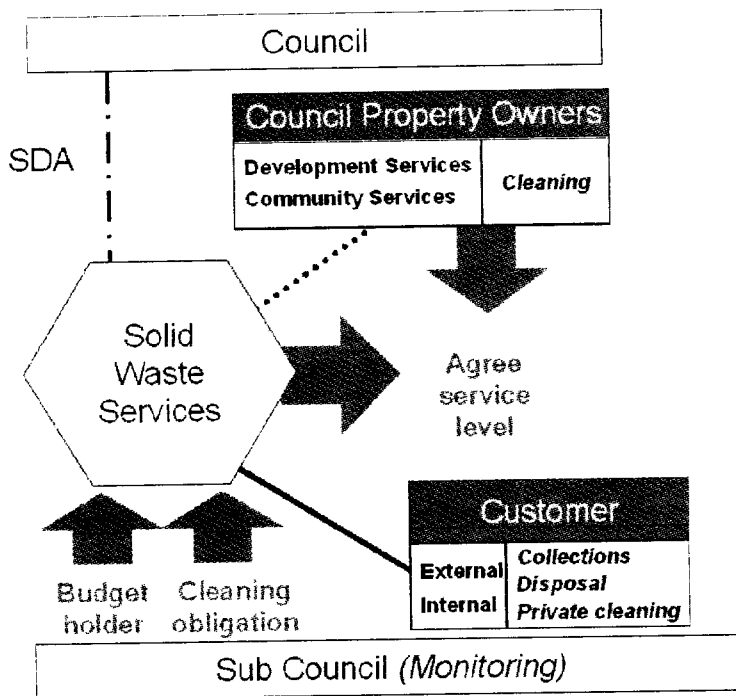 Council
SDA
Council Property Owners
Development Services
Community Services
Cleaning
Solid
Waste
Services
Agree
service
level
Customer
External
Internal
Collections
Disposal
Private cleaning
Budget
holder
Cleaning
obligation
Sub Council (Monitoring)